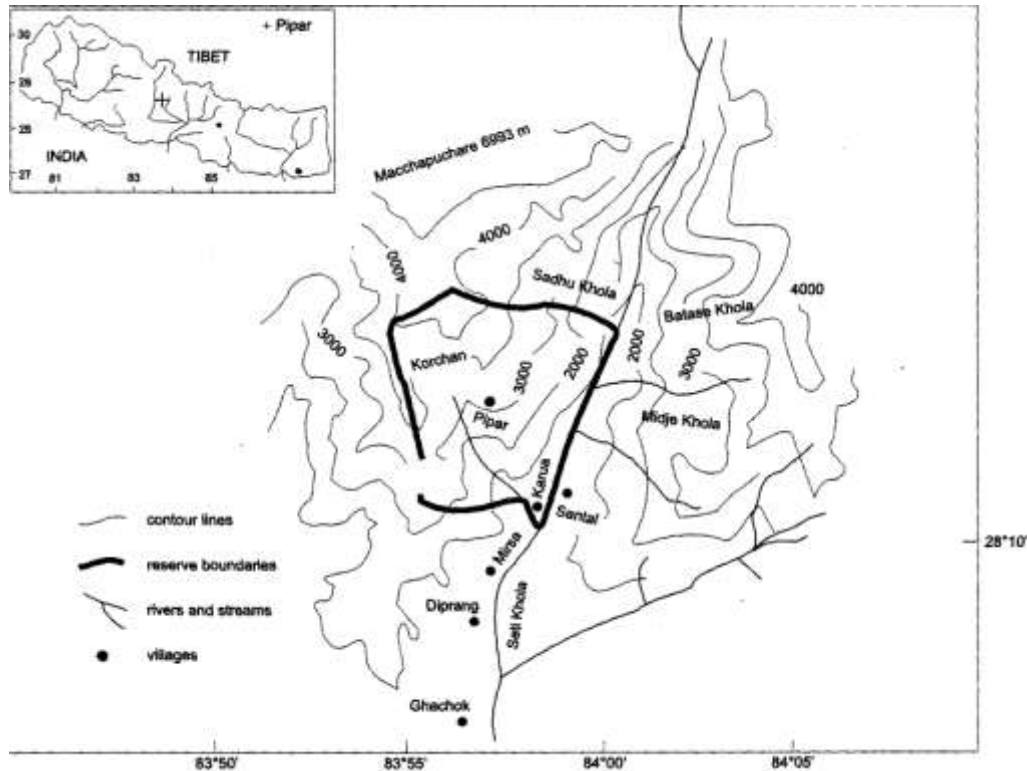 + Pipar
30
TIBET
29
28
INDIA
27
81
83
85
Macchapuchare 6993 m
4000
4000
Sadhu Khola
Batase Khola
4000
3000
Korchan
2000
3000
2000
3000
Pipar
Midje Khola
Karua
Santal
contour lines
28°10'
Mirsa
reserve boundaries
Diprang
Seti Khola
rivers and streams
villages
Ghachok
83°50'
83°55'
84°00'
84°05'